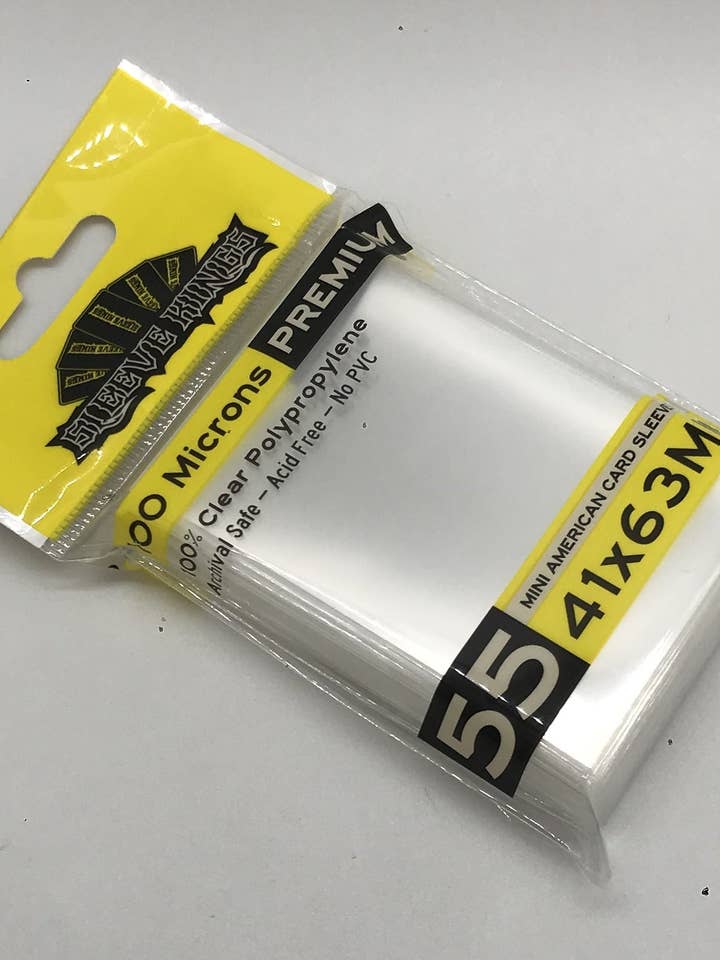 SLEEVE KINGS
100 Microns PREMIUM
100% Clear Polypropylene
Archival Safe - Acid Free - No PVC
MINI AMERICAN CARD SLEEV
55 41x63M